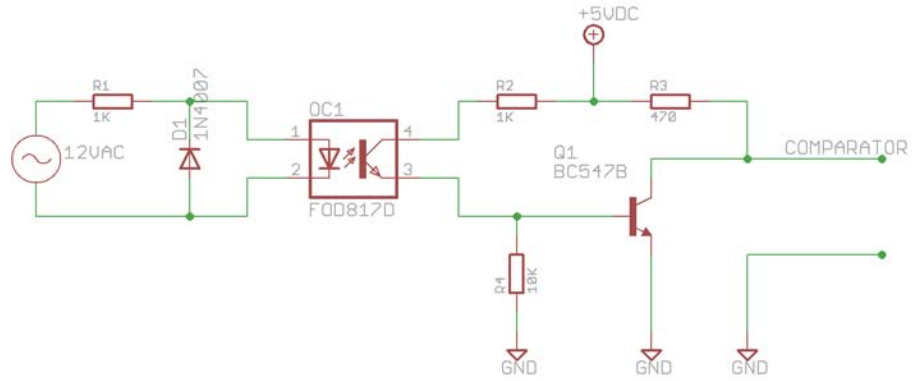 +5VDC
R1
1K
D1
1N4007
12VAC
OC1
1
2
4
3
FOD817D
R2
1K
R3
470
Q1
BC547B
COMPARATOR
R4
10K
GND
GND
GND